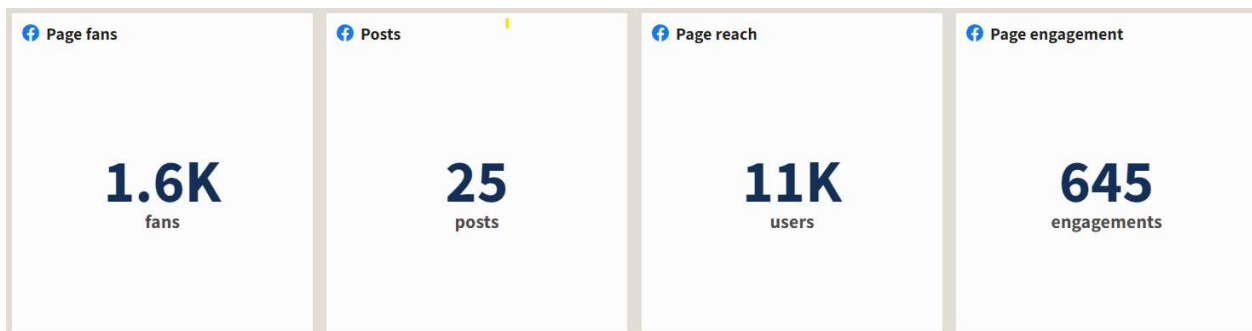 Page fans
1.6K
fans
Posts
25
posts
Page reach
11K
users
Page engagement
645
engagements